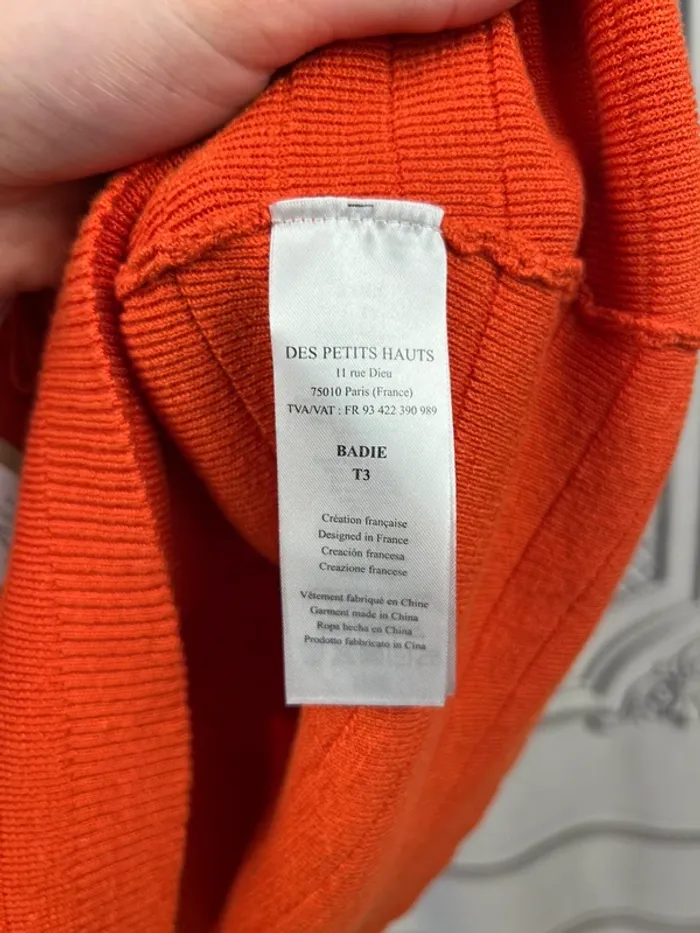 DES PETITS HAUTS
11 rue Dieu
75010 Paris (France)
TVA/VAT : FR 93 422 390 989
BADIE
T3
Création française
Designed in France
Creación francesa
Creazione francese
Vêtement fabriqué en Chine
Garment made in China
Ropa hecha en China
Prodotto fabbricato in Cina